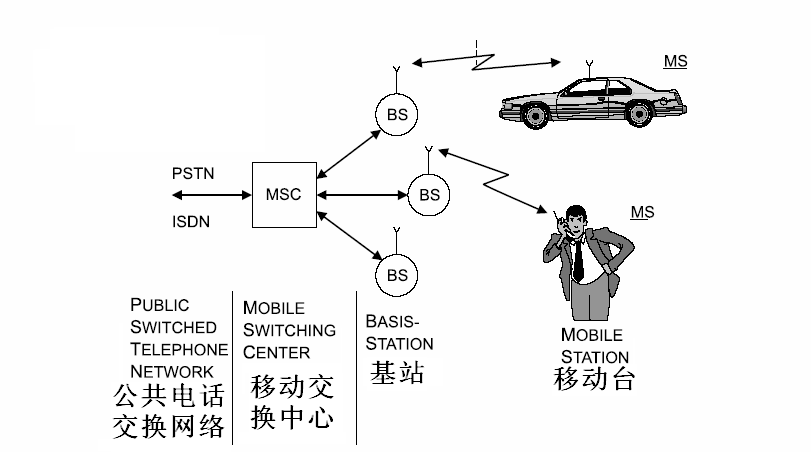 MS
BS
PSTN
MSC
BS
ISDN
MS
BS
PUBLIC
SWITCHED
TELEPHONE
NETWORK
公共电话
交换网络
MOBILE
SWITCHING
CENTER
移动交
换中心
BASIS-
STATION
基站
MOBILE
STATION
移动台